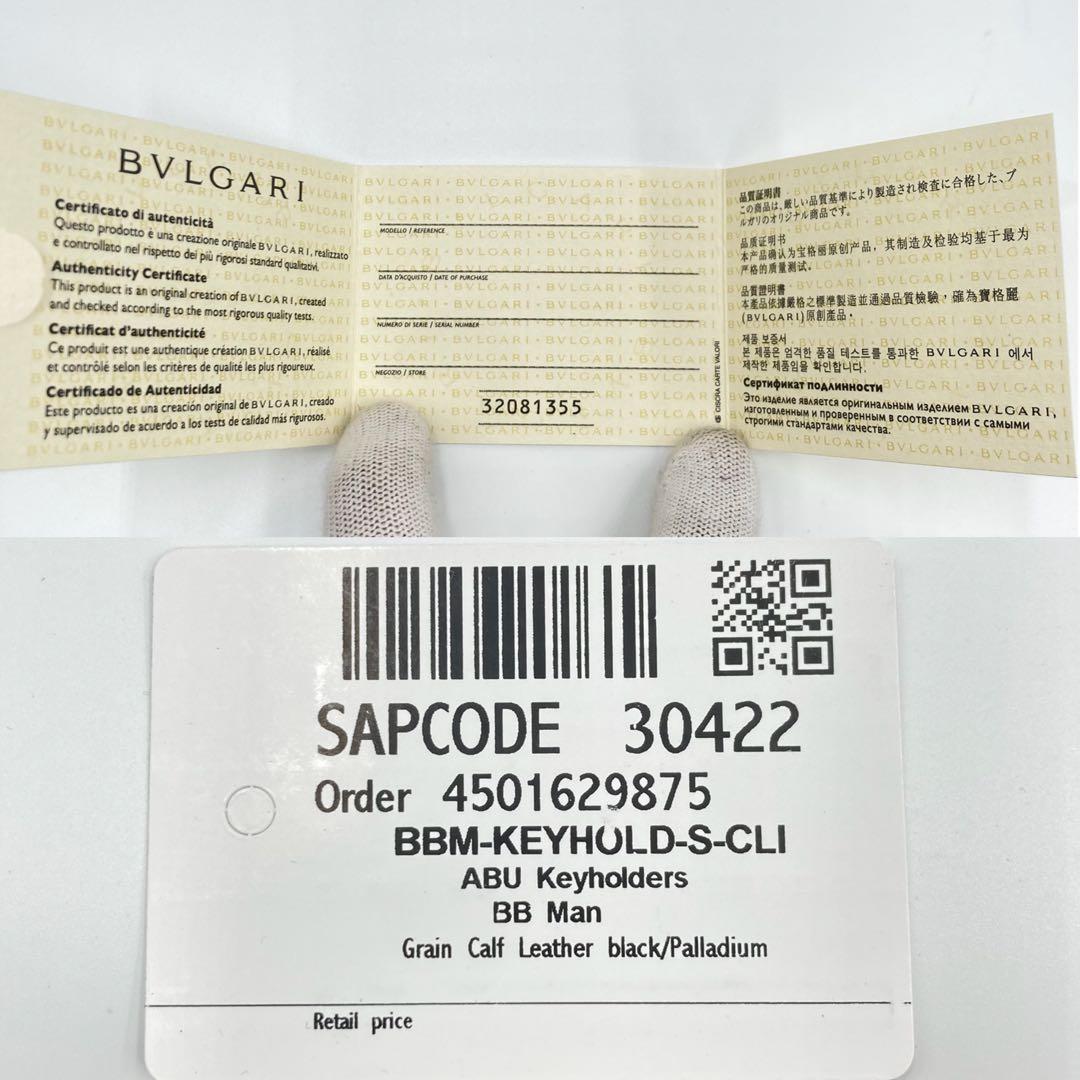 BVLGARI
Certificato di autenticità
Questo prodotto è una creazione originale BVLGARI, realizzato
e controllato nel rispetto dei più rigorosi standard qualitativi.
Authenticity Certificate
This product is an original creation of BVLGARI, created
and checked according to the most rigorous quality tests.
Certificat d'authenticité
Ce produit est une authentique création BVLGARI, réalisé
et contrôlé selon les critères de qualité les plus rigoureux.
Certificado de Autenticidad
Este producto es una creación original de BVLGARI, creado
y supervisado de acuerdo a los tests de calidad más rigurosos.
MODELLO / REFERENCE
DATA D'ACQUISTO / DATE OF PURCHASE
NUMERO DI SERIE / SERIAL NUMBER
NEGOZIO / STORE
32081355
CISCRA CARTE VALORI
品質証明書
この商品は、厳しい品質基準により製造され検査に合格した、ブ
ルガリのオリジナル商品です。
品质证明书
本产品确认为宝格丽原创产品，其制造及检验均基于最为
严格的质量测试。
品質證明書
本產品依據嚴格之標準製造並通過品質檢驗，確為寶格麗
(BVLGARI)原創產品。
제품 보증서
본 제품은 엄격한 품질 테스트를 통과한 BVLGARI 에서
제작한 제품임을 확인합니다.
Сертификат подлинности
Это изделие является оригинальным изделием BVLGARI,
изготовленным и проверенным в соответствии с самыми
строгими стандартами качества.
SAPCODE 30422
Order 4501629875
BBM-KEYHOLD-S-CLI
ABU Keyholders
BB Man
Grain Calf Leather black/Palladium
Retail price